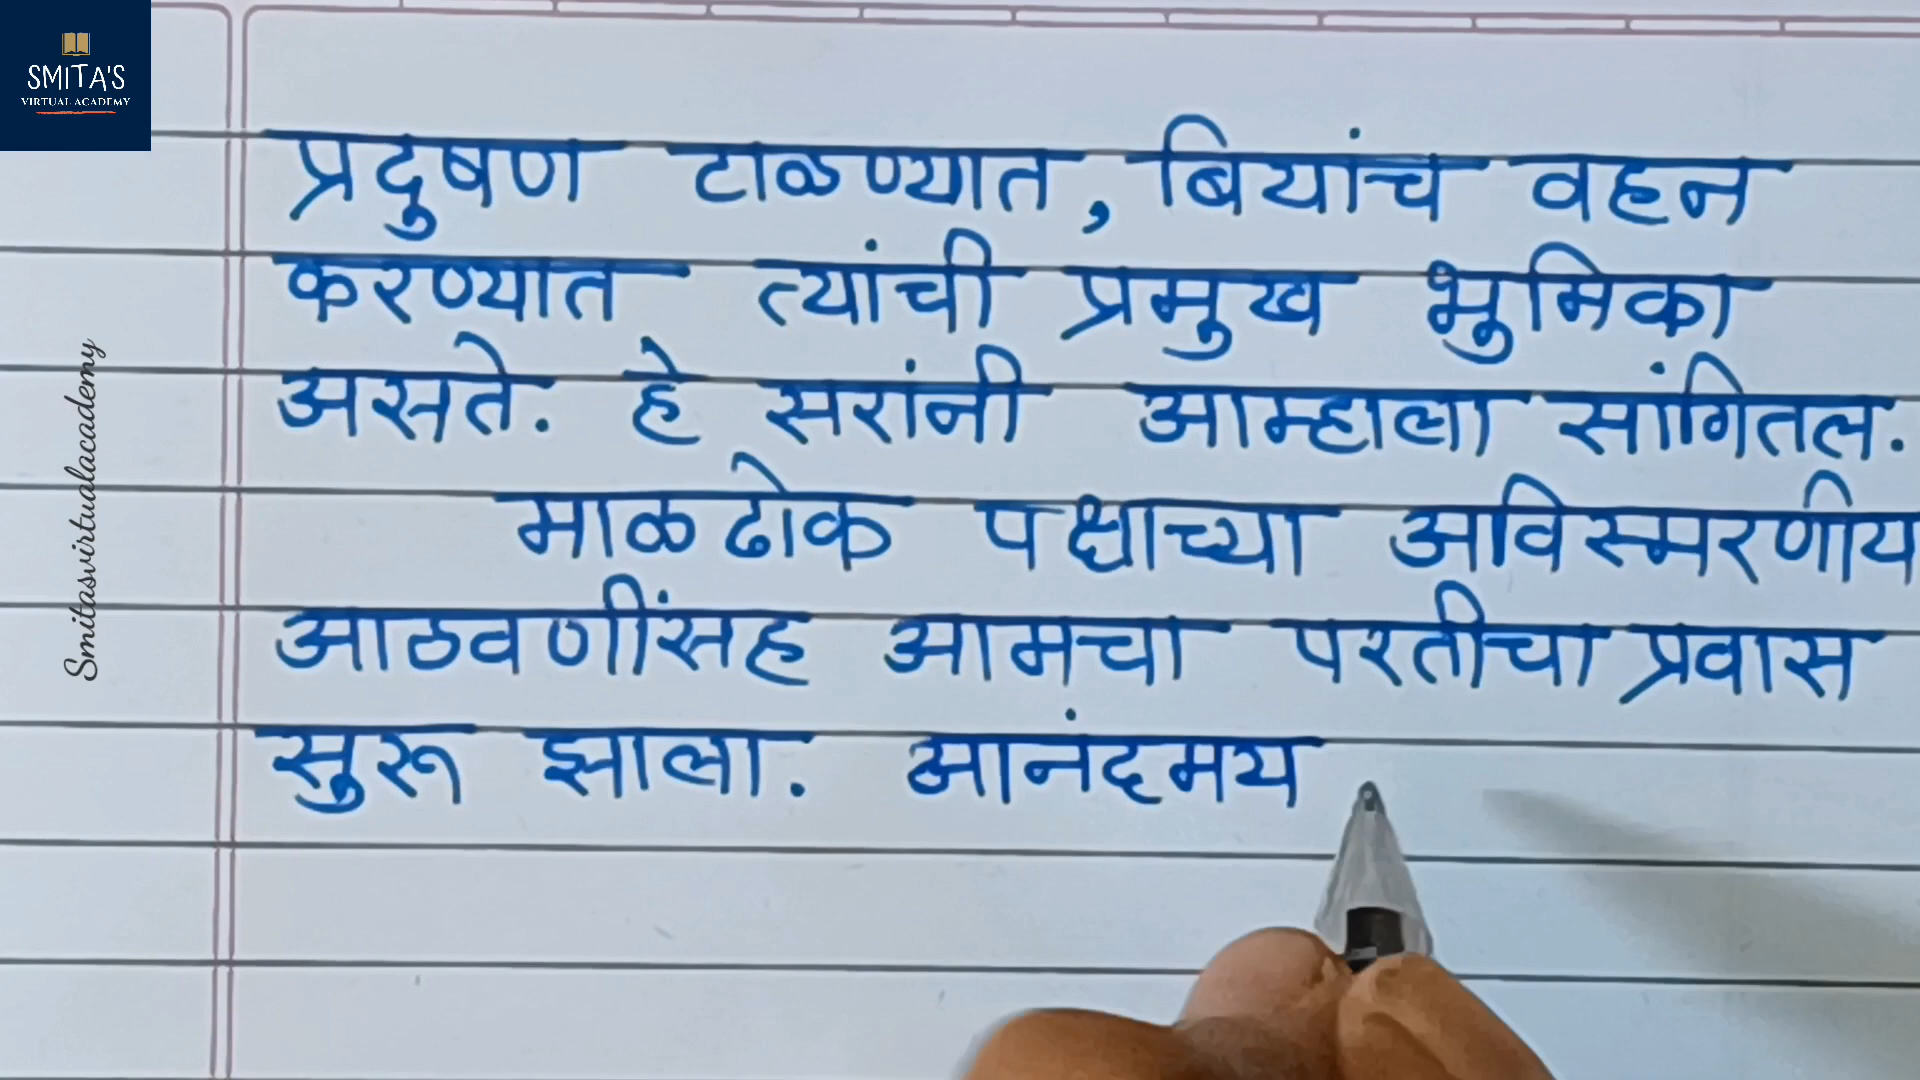 SMITA'S
VIRTUAL ACADEMY
Smitasvirtualacademy
प्रदुषण टाळण्यात, बियांच वहन
करण्यात त्यांची प्रमुख भुमिका
असते. हे सरांनी आम्हाला सांगितल.
माळढोक पक्षाच्या अविस्मरणीय
आठवणींसह आमचा परतीचा प्रवास
सुरू झाला. आनंदमय